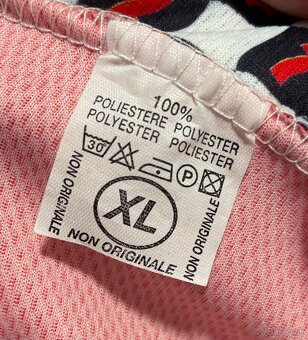 100%
POLIESTERE POLYESTER
POLYESTER POLIESTER
30° P
NON ORIGINALE
XL
NON ORIGINALE
NON ORIGINALE